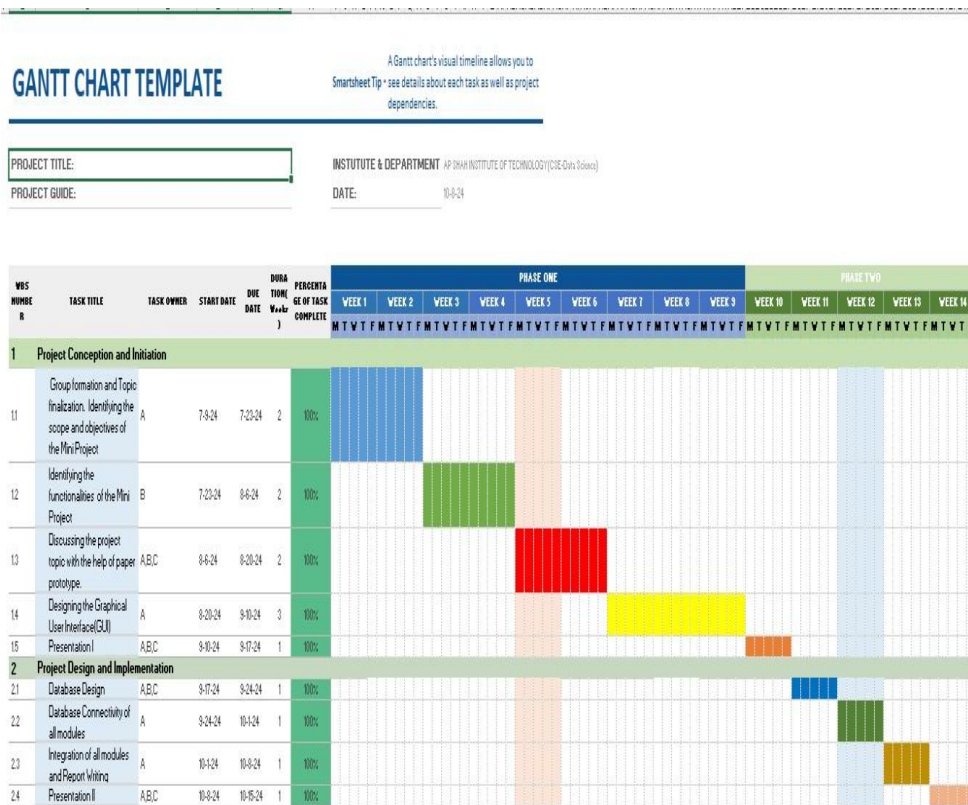 GANTT CHART TEMPLATE
A Gantt chart's visual timeline allows you to
Smartsheet Tip • see details about each task as well as project
dependencies.
PROJECT TITLE:
INSTUTUTE & DEPARTMENT AP SHAH INSTITUTE OF TECHNOLOGY(CSE-Data Science)
PROJECT GUIDE:
DATE: 10-8-24
PHASE ONE PHASE TWO
WBS NUMBE R TASK TITLE TASK OWNER START DATE DUE DATE DURA TION( Weeks ) PERCENTA GE OF TASK COMPLETE
WEEK 1 WEEK 2 WEEK 3 WEEK 4 WEEK 5 WEEK 6 WEEK 7 WEEK 8 WEEK 9 WEEK 10 WEEK 11 WEEK 12 WEEK 13 WEEK 14
M T W T F M T W T F M T W T F M T W T F M T W T F M T W T F M T W T F M T W T F M T W T F M T W T F M T W T F M T W T F M T W T F M T W T
1 Project Conception and Initiation
Group formation and Topic
finalization. Identifying the
1.1 A 7-9-24 7-23-24 2 100%
scope and objectives of
the Mini Project
Identifying the
1.2 functionalities of the Mini B 7-23-24 8-6-24 2 100%
Project
Discussing the project
1.3 topic with the help of paper A,B,C 8-6-24 8-20-24 2 100%
prototype.
1.4 Designing the Graphical A 8-20-24 9-10-24 3 100%
User Interface(GUI)
1.5 Presentation I A,B,C 9-10-24 9-17-24 1 100%
2 Project Design and Implementation
2.1 Database Design A,B,C 9-17-24 9-24-24 1 100%
2.2 Database Connectivity of A 9-24-24 10-1-24 1 100%
all modules
2.3 Integration of all modules A 10-1-24 10-8-24 1 100%
and Report Writing
2.4 Presentation II A,B,C 10-8-24 10-15-24 1 100%